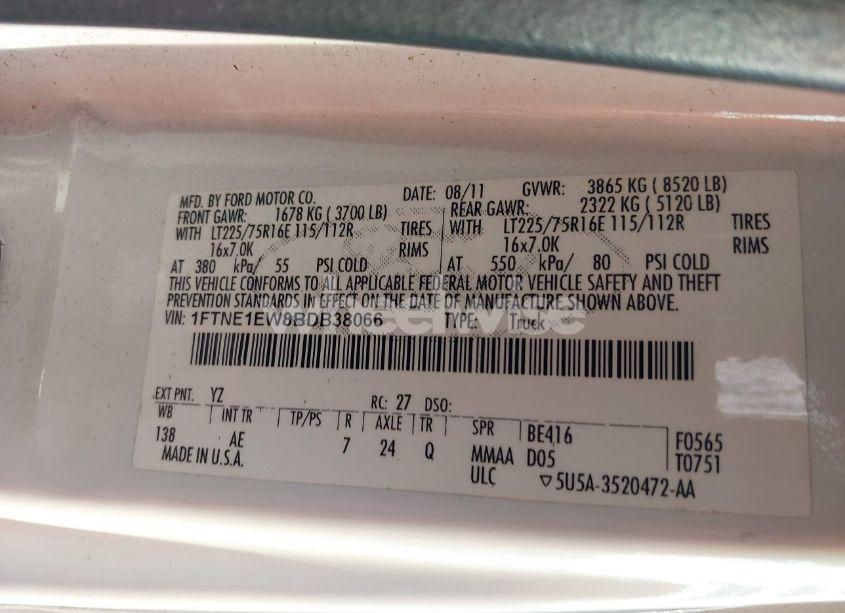 MFD. BY FORD MOTOR CO. DATE: 08/11 GVWR: 3865 KG ( 8520 LB)
FRONT GAWR: 1678 KG ( 3700 LB) REAR GAWR: 2322 KG ( 5120 LB)
WITH LT225/75R16E 115/112R TIRES WITH LT225/75R16E 115/112R TIRES
16x7.0K RIMS 16x7.0K RIMS
AT 380 kPa/ 55 PSI COLD AT 550 kPa/ 80 PSI COLD
THIS VEHICLE CONFORMS TO ALL APPLICABLE FEDERAL MOTOR VEHICLE SAFETY AND THEFT
PREVENTION STANDARDS IN EFFECT ON THE DATE OF MANUFACTURE SHOWN ABOVE.
VIN: 1FTNE1EW8BDB38066 TYPE: Truck
wheelwise
EXT PNT: YZ RC: 27 DSO:
WB INT TR TP/PS R AXLE TR SPR BE416 F0565
138 AE 7 24 Q MMAA D05 T0751
MADE IN U.S.A. ULC ▽5U5A-3520472-AA